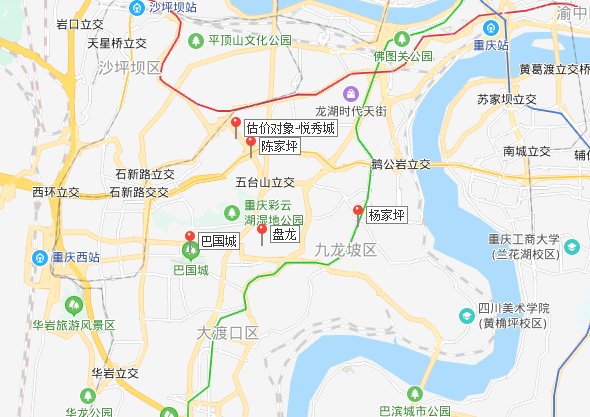 沙坪坝站
渝中
岩口立交
天星桥立交
平顶山文化公园
重庆站
沙坪坝区
佛图关公园
黄葛渡立交
龙湖时代天街
苏家坝立交
估价对象-悦秀城
陈家坪
南城立交
辅仁
鹅公岩立交
石新路立交
五台山立交
西环立交
石新路交交
重庆彩云
湖湿地公园
杨家坪
盘龙
巴国城
重庆工商大学
(兰花湖校区)
九龙坡区
重庆西站
巴国城
四川美术学院
(黄桷坪校区)
华岩旅游风景区
大渡口区
华岩立交
巴滨城市公园
华龙公园